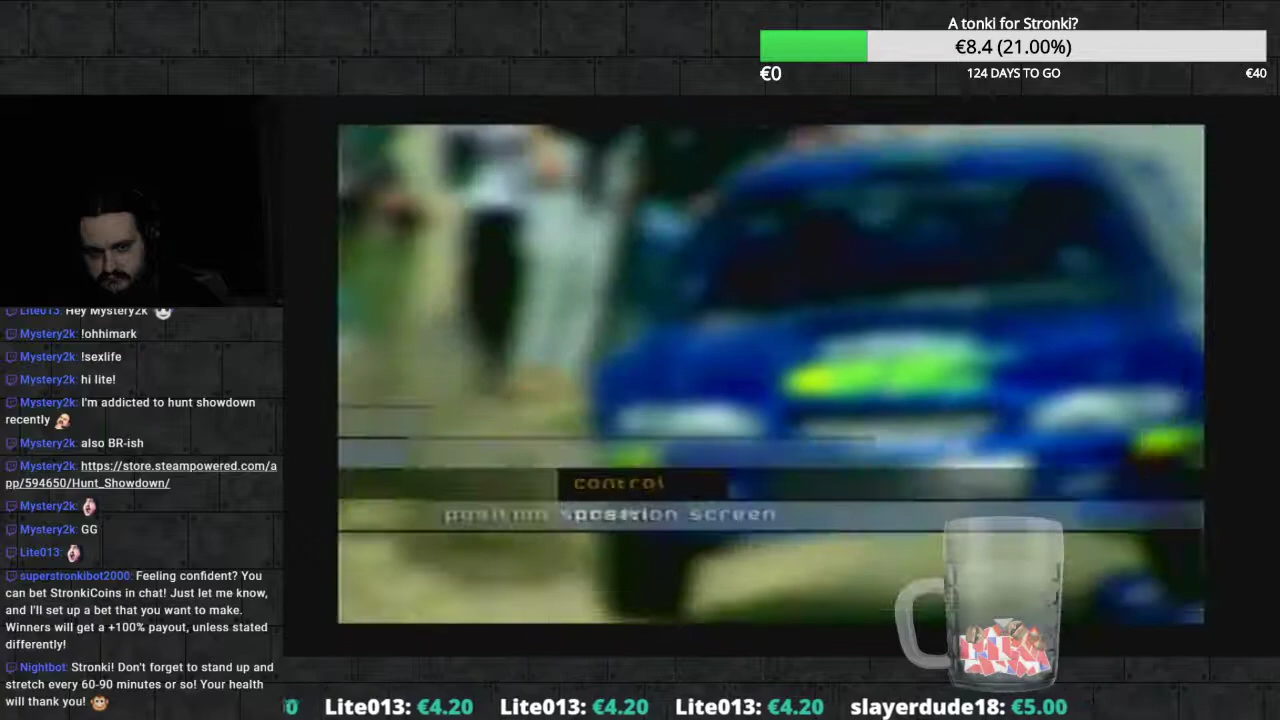 A tonki for Stronki?
€8.4 (21.00%)
€0
124 DAYS TO GO
€40
Lite013: Hey Mystery2k
Mystery2k: !ohhimark
Mystery2k: !sexlife
Mystery2k: hi lite!
Mystery2k: I'm addicted to hunt showdown
recently
Mystery2k: also BR-ish
Mystery2k: https://store.steampowered.com/a
pp/594650/Hunt_Showdown/
Mystery2k:
Mystery2k: GG
Lite013:
superstronkibot2000: Feeling confident? You
can bet StronkiCoins in chat! Just let me know,
and I'll set up a bet that you want to make.
Winners will get a +100% payout, unless stated
differently!
Nightbot: Stronki! Don't forget to stand up and
stretch every 60-90 minutes or so! Your health
will thank you!
control
position screen
0 Lite013: €4.20 Lite013: €4.20 Lite013: €4.20 slayerdude18: €5.00